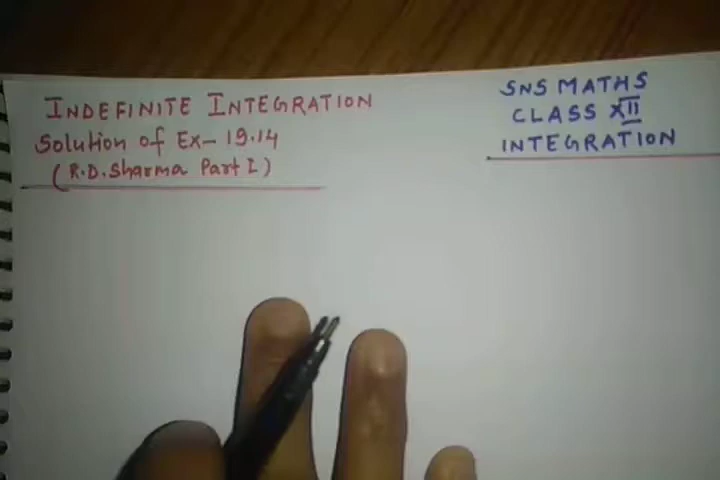 INDEFINITE INTEGRATION
Solution of Ex-19.14
(R.D. Sharma Part I)
SNS MATHS
CLASS XII
INTEGRATION